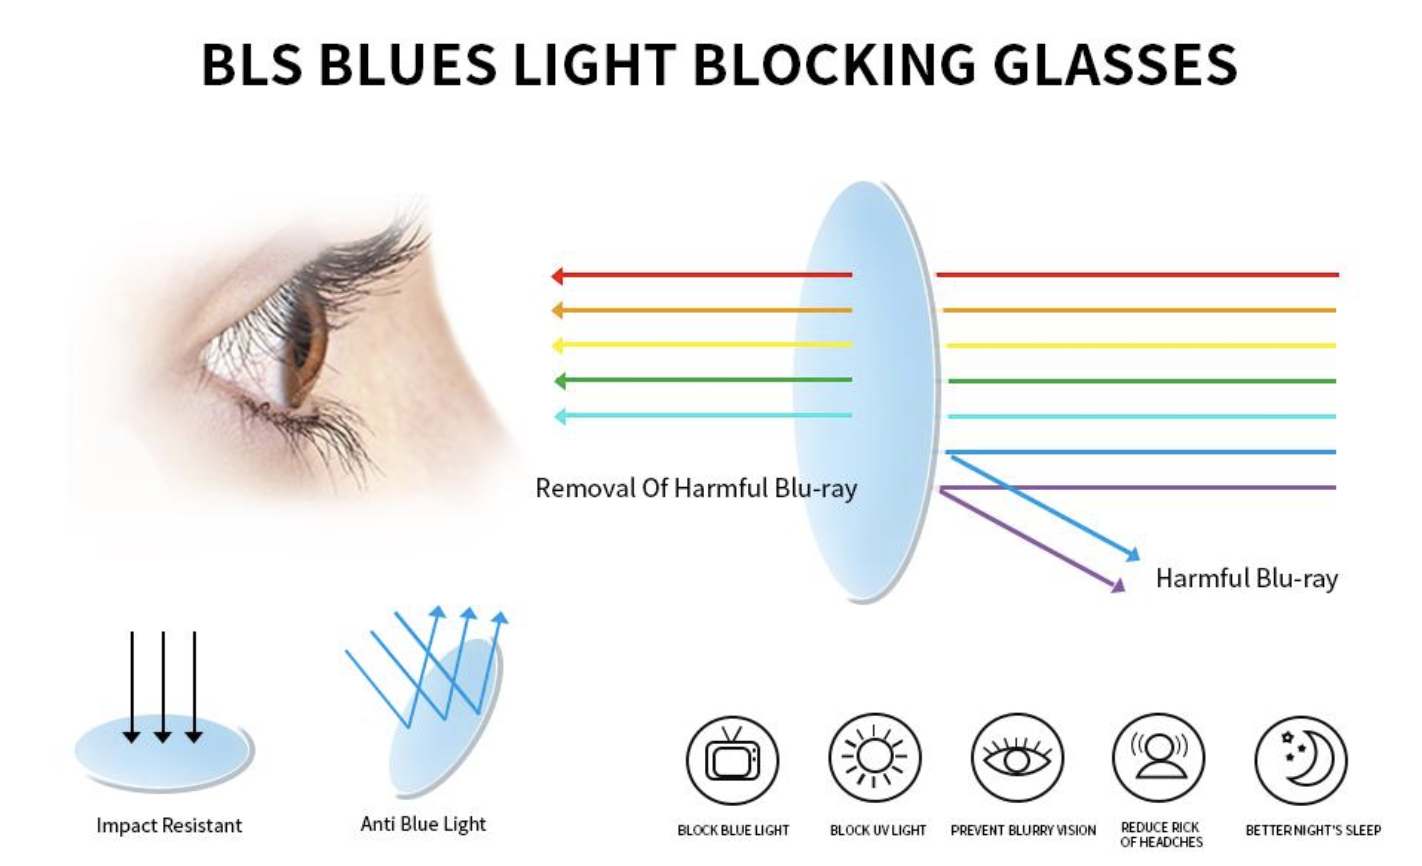 BLS BLUES LIGHT BLOCKING GLASSES
Removal Of Harmful Blu-ray
Harmful Blu-ray
Impact Resistant
Anti Blue Light
BLOCK BLUE LIGHT
BLOCK UV LIGHT
PREVENT BLURRY VISION
REDUCE RICK
OF HEADCHES
BETTER NIGHT'S SLEEP